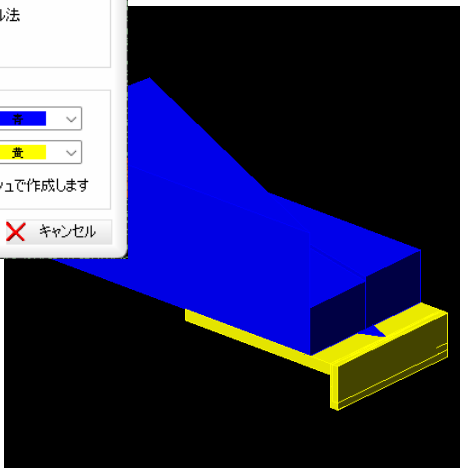 ル法
青
黄
ュで作成します
キャンセル